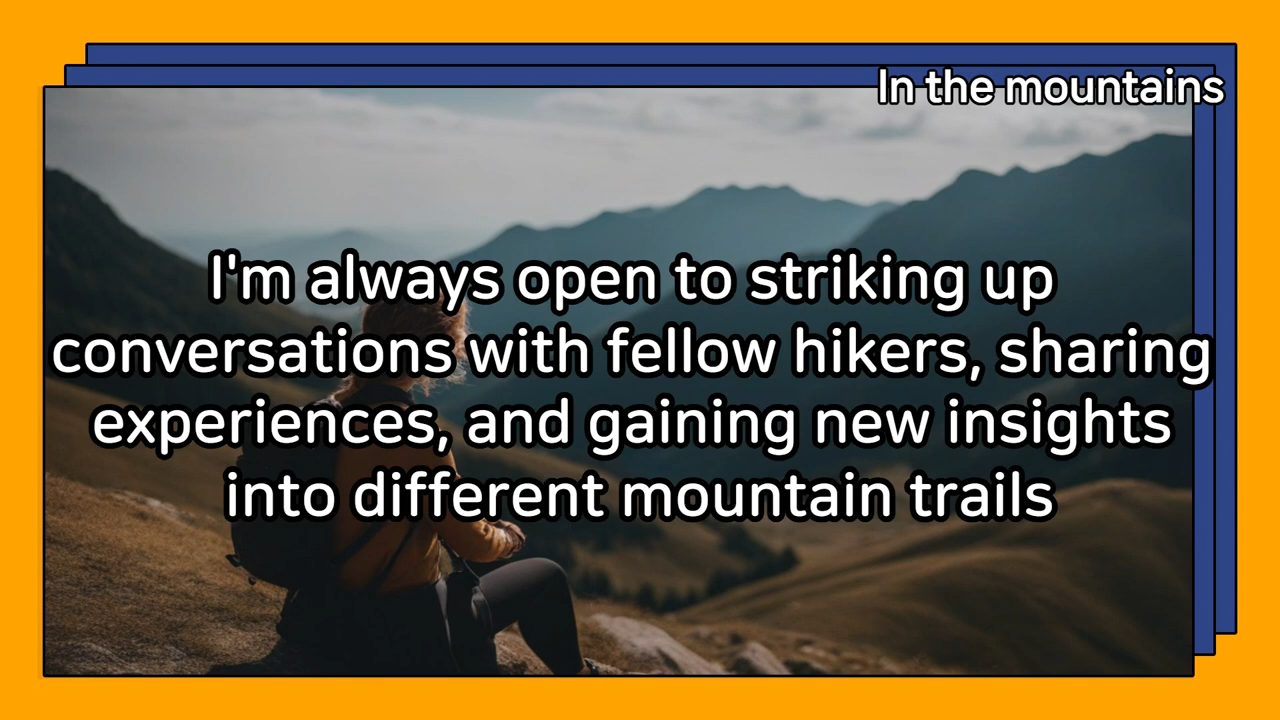 In the mountains
I'm always open to striking up
conversations with fellow hikers, sharing
experiences, and gaining new insights
into different mountain trails